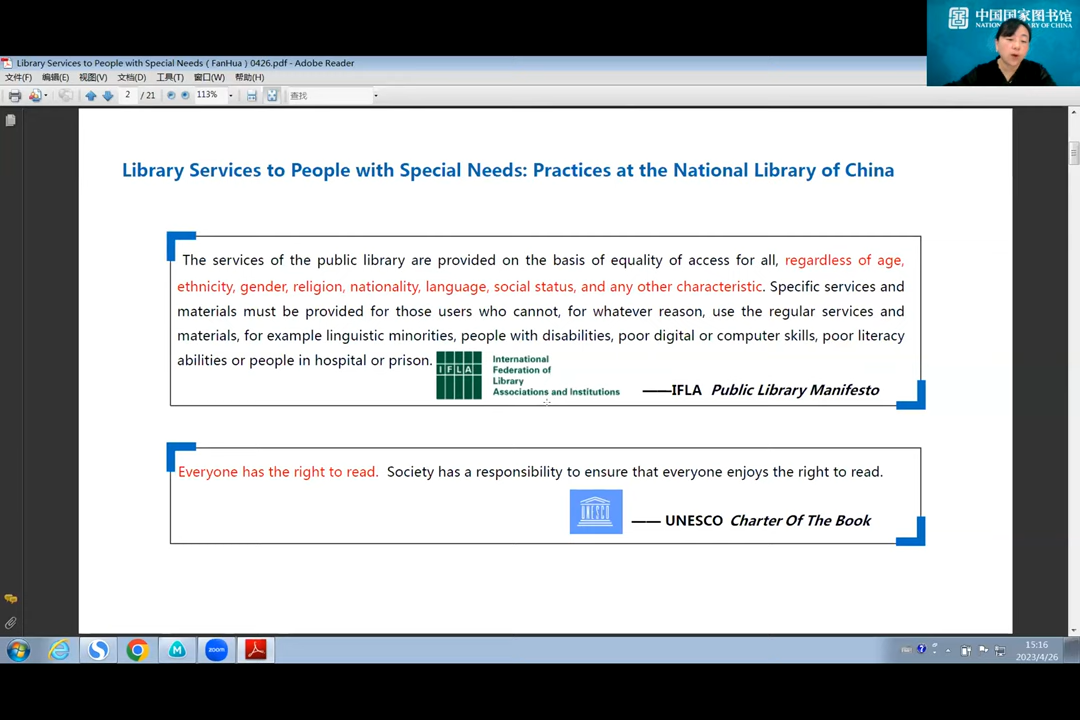 中国国家图书馆
NATIONAL LIBRARY OF CHINA
Library Services to People with Special Needs ( FanHua ) 0426.pdf - Adobe Reader
文件(F) 编辑(E) 视图(V) 文档(D) 工具(T) 窗口(W) 帮助(H)
2 / 21 113% 查找
Library Services to People with Special Needs: Practices at the National Library of China
The services of the public library are provided on the basis of equality of access for all, regardless of age,
ethnicity, gender, religion, nationality, language, social status, and any other characteristic. Specific services and
materials must be provided for those users who cannot, for whatever reason, use the regular services and
materials, for example linguistic minorities, people with disabilities, poor digital or computer skills, poor literacy
abilities or people in hospital or prison.
IFLA
International
Federation of
Library
Associations and Institutions
——IFLA Public Library Manifesto
Everyone has the right to read. Society has a responsibility to ensure that everyone enjoys the right to read.
UNESCO
—— UNESCO Charter Of The Book
zoom
15:16
2023/4/26